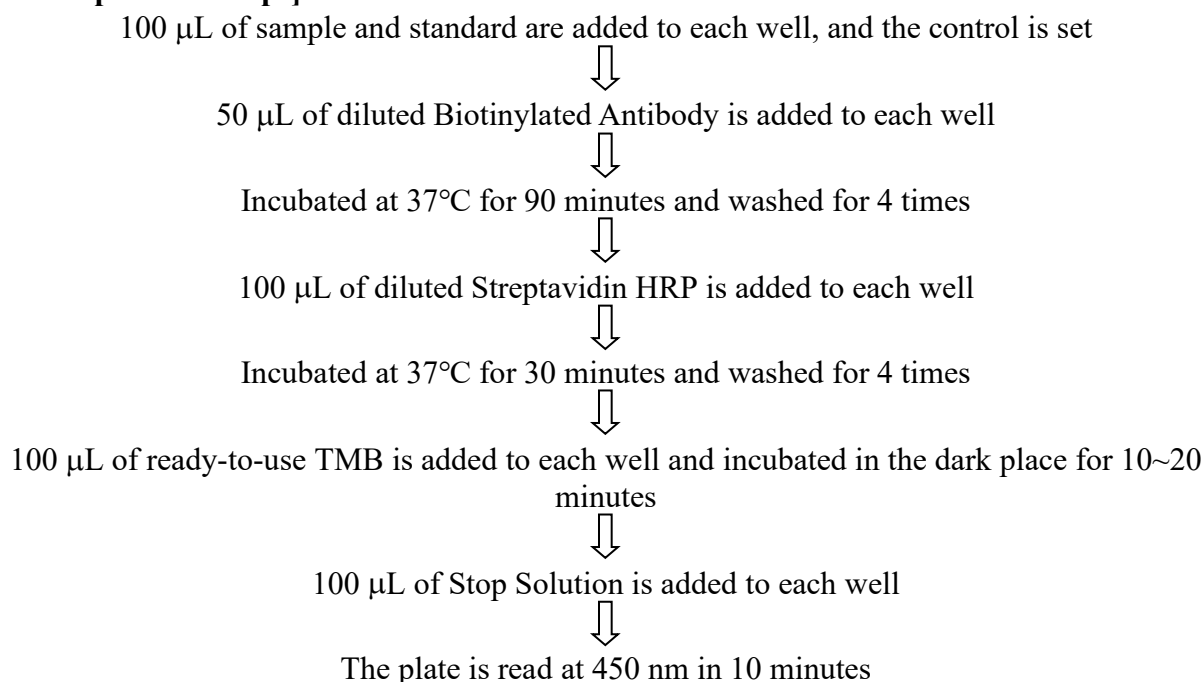 100 μL of sample and standard are added to each well, and the control is set
50 μL of diluted Biotinylated Antibody is added to each well
Incubated at 37℃ for 90 minutes and washed for 4 times
100 μL of diluted Streptavidin HRP is added to each well
Incubated at 37℃ for 30 minutes and washed for 4 times
100 μL of ready-to-use TMB is added to each well and incubated in the dark place for 10~20
minutes
100 μL of Stop Solution is added to each well
The plate is read at 450 nm in 10 minutes